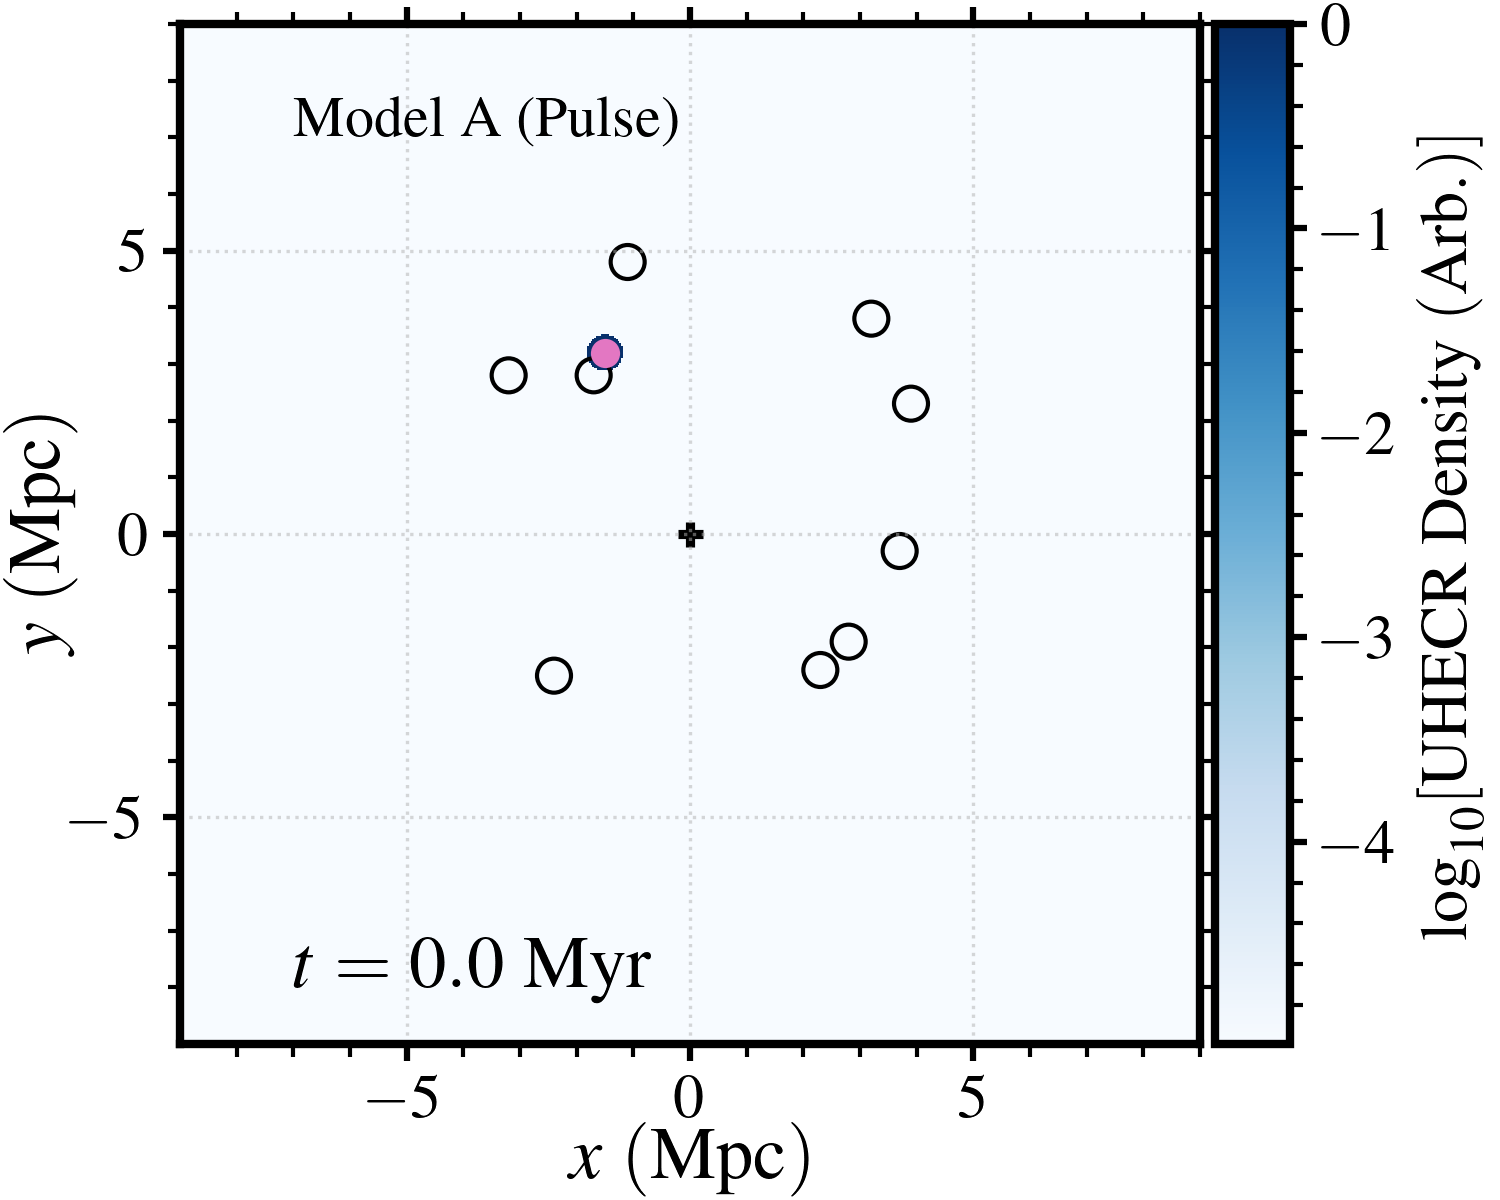 Model A (Pulse)
t = 0.0 Myr
5
0
−5
y (Mpc)
−5 0 5
x (Mpc)
0
−1
−2
−3
−4
log₁₀[UHECR Density (Arb.)]